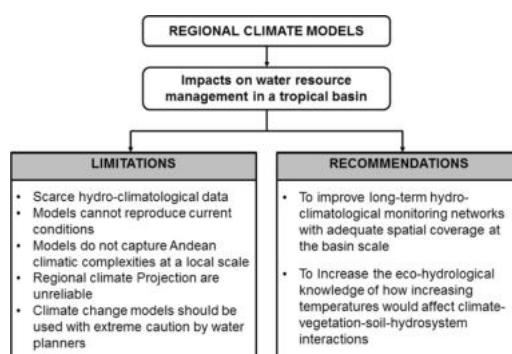 REGIONAL CLIMATE MODELS
Impacts on water resource
management in a tropical basin
LIMITATIONS
• Scarce hydro-climatological data
• Models cannot reproduce current
conditions
• Models do not capture Andean
climatic complexities at a local scale
• Regional climate Projection are
unreliable
• Climate change models should be
used with extreme caution by water
planners
RECOMMENDATIONS
• To improve long-term hydro-
climatological monitoring networks
with adequate spatial coverage at
the basin scale
• To Increase the eco-hydrological
knowledge of how increasing
temperatures would affect climate-
vegetation-soil-hydrosystem
interactions